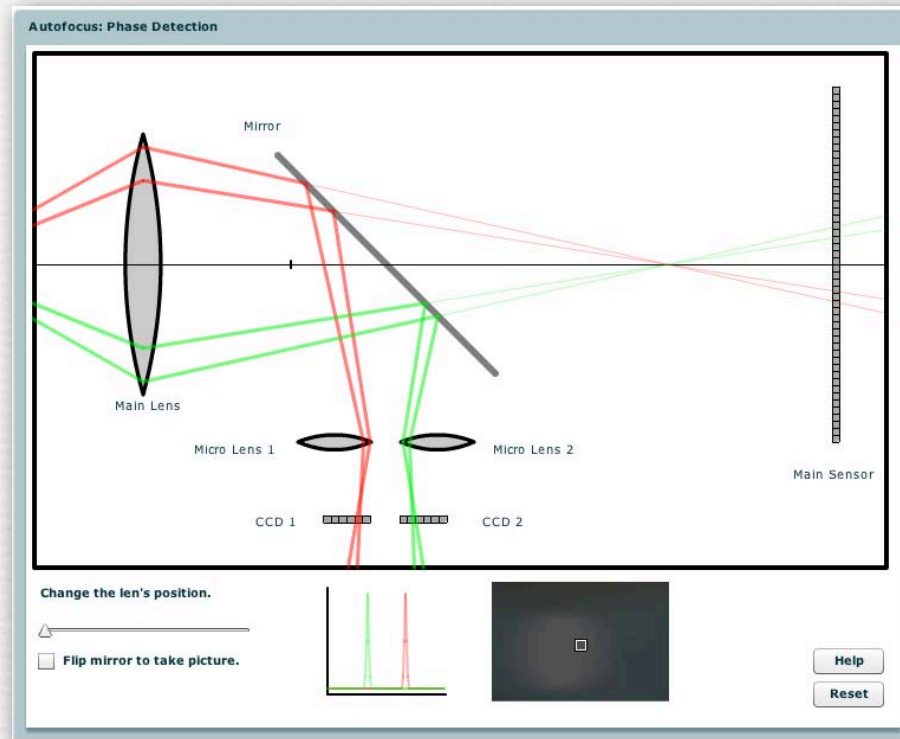 Autofocus: Phase Detection
Mirror
Main Lens
Micro Lens 1
Micro Lens 2
Main Sensor
CCD 1
CCD 2
Change the len's position.
Flip mirror to take picture.
Help
Reset